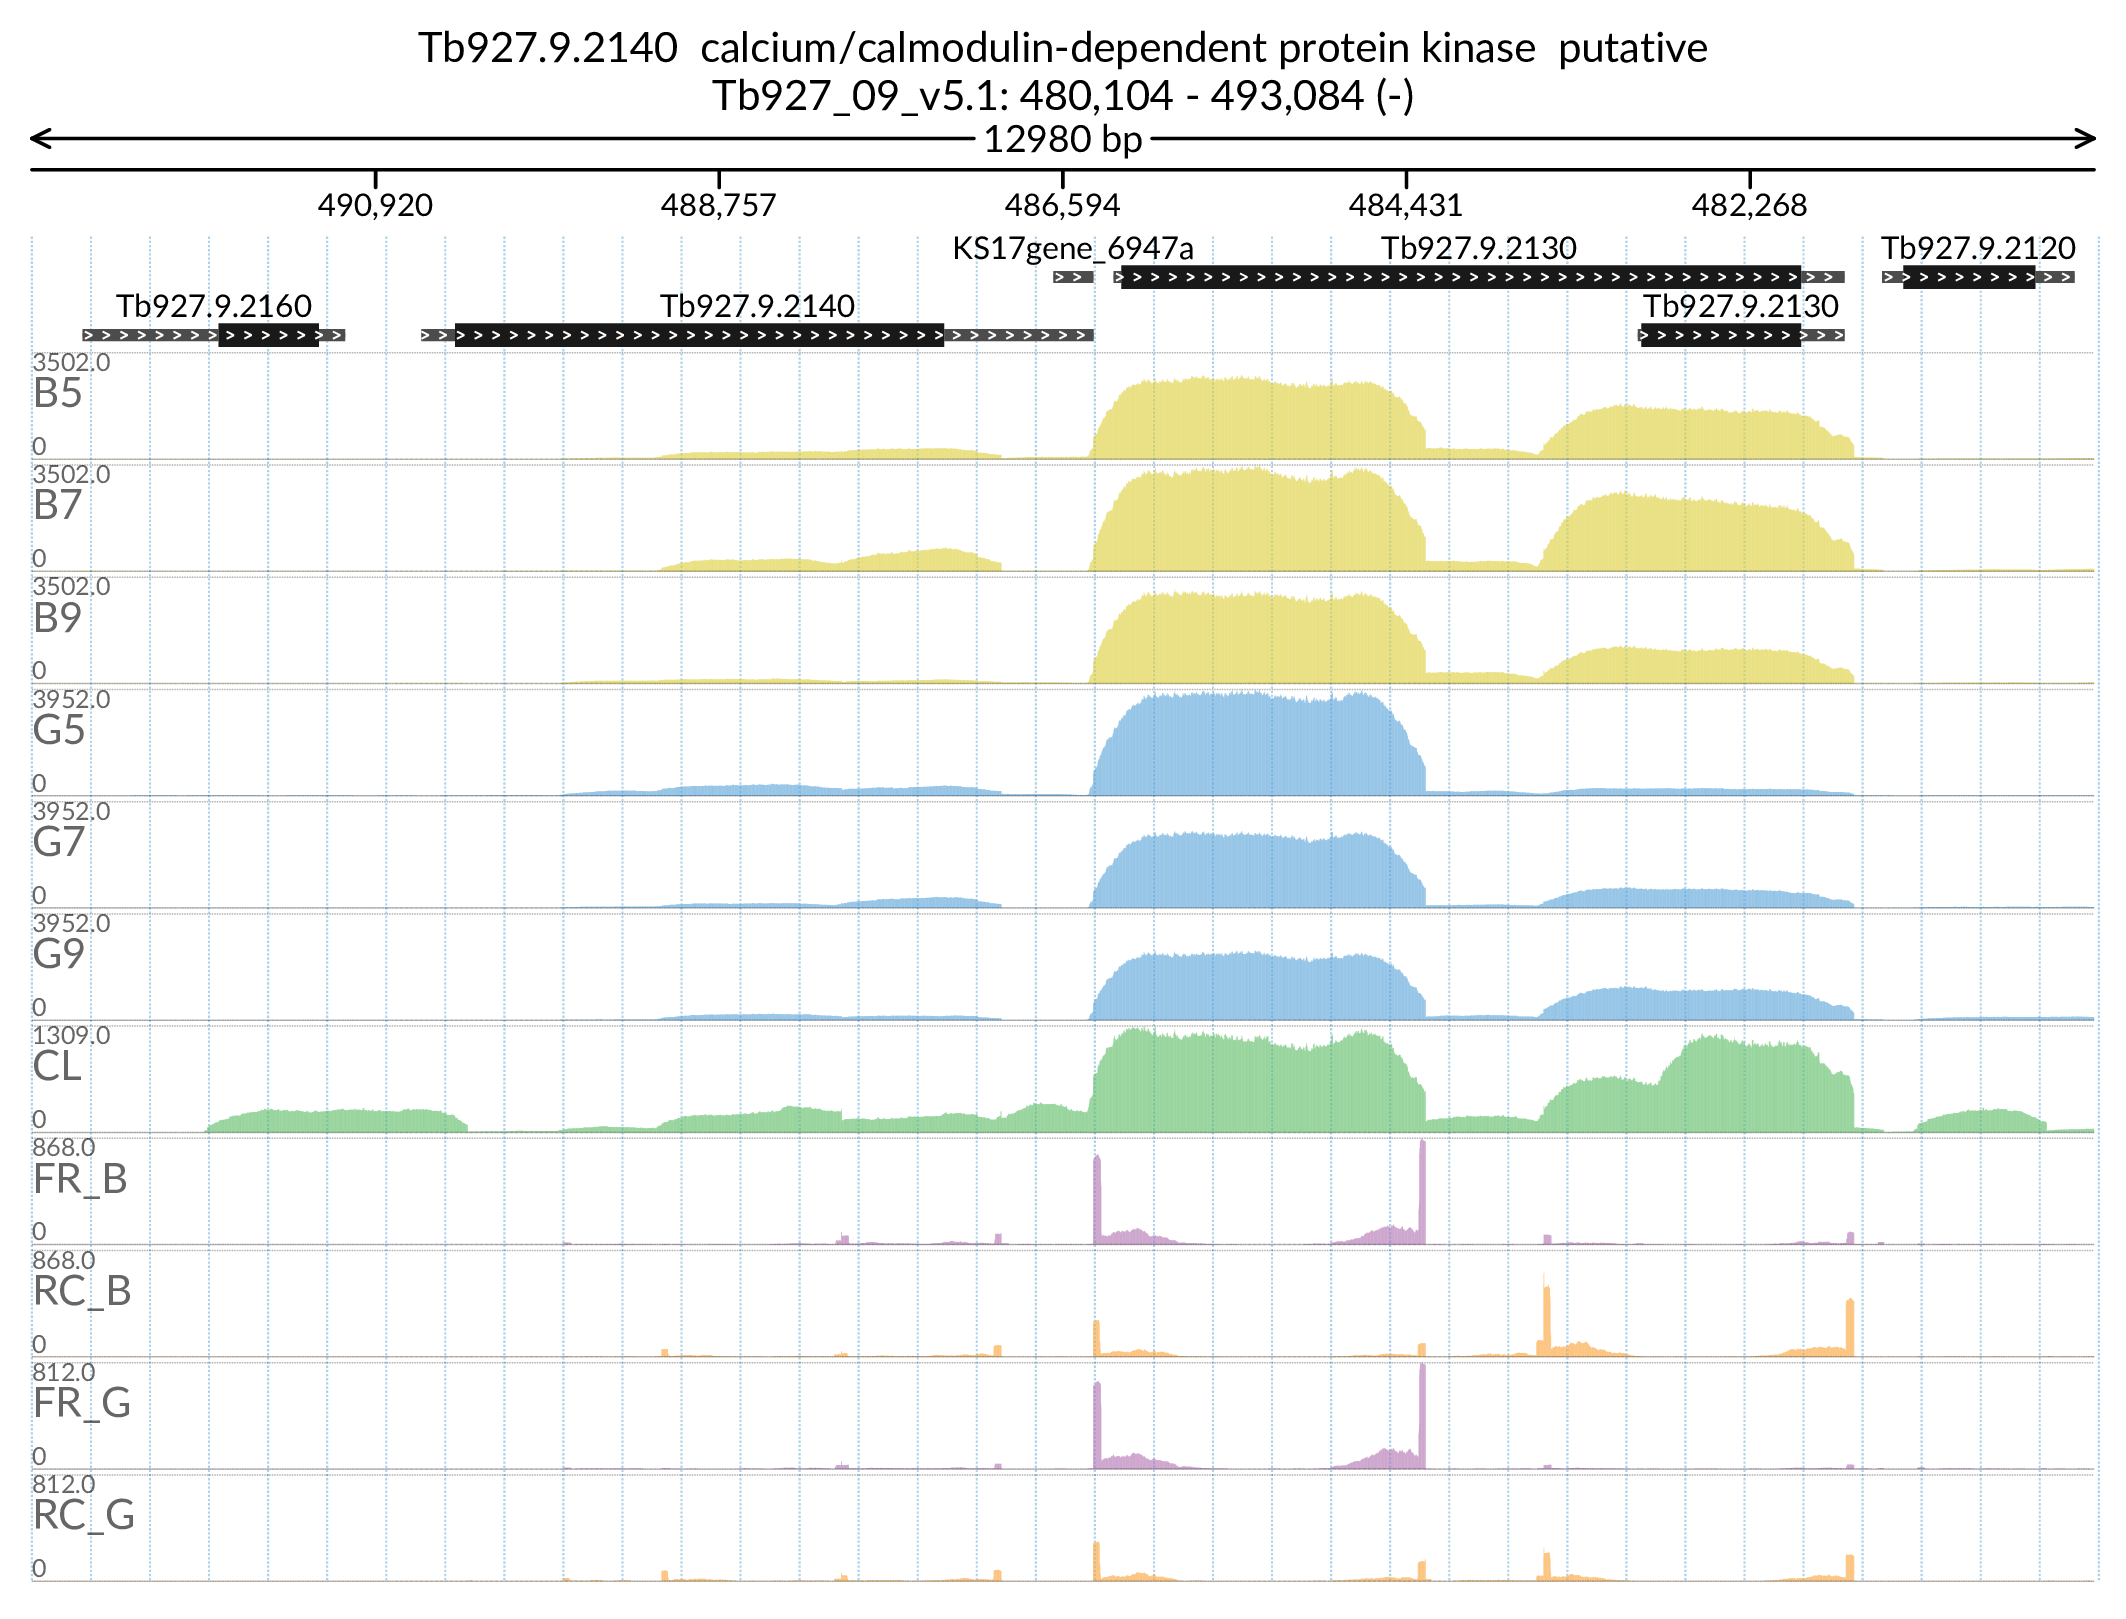 Tb927.9.2140  calcium/calmodulin-dependent protein kinase  putative
Tb927_09_v5.1: 480,104 - 493,084 (-)
12980 bp
490,920 488,757 486,594 484,431 482,268
KS17gene_6947a Tb927.9.2130 Tb927.9.2120
Tb927.9.2160 Tb927.9.2140 Tb927.9.2130
3502.0
B5
0
3502.0
B7
0
3502.0
B9
0
3952.0
G5
0
3952.0
G7
0
3952.0
G9
0
1309.0
CL
0
868.0
FR_B
0
868.0
RC_B
0
812.0
FR_G
0
812.0
RC_G
0